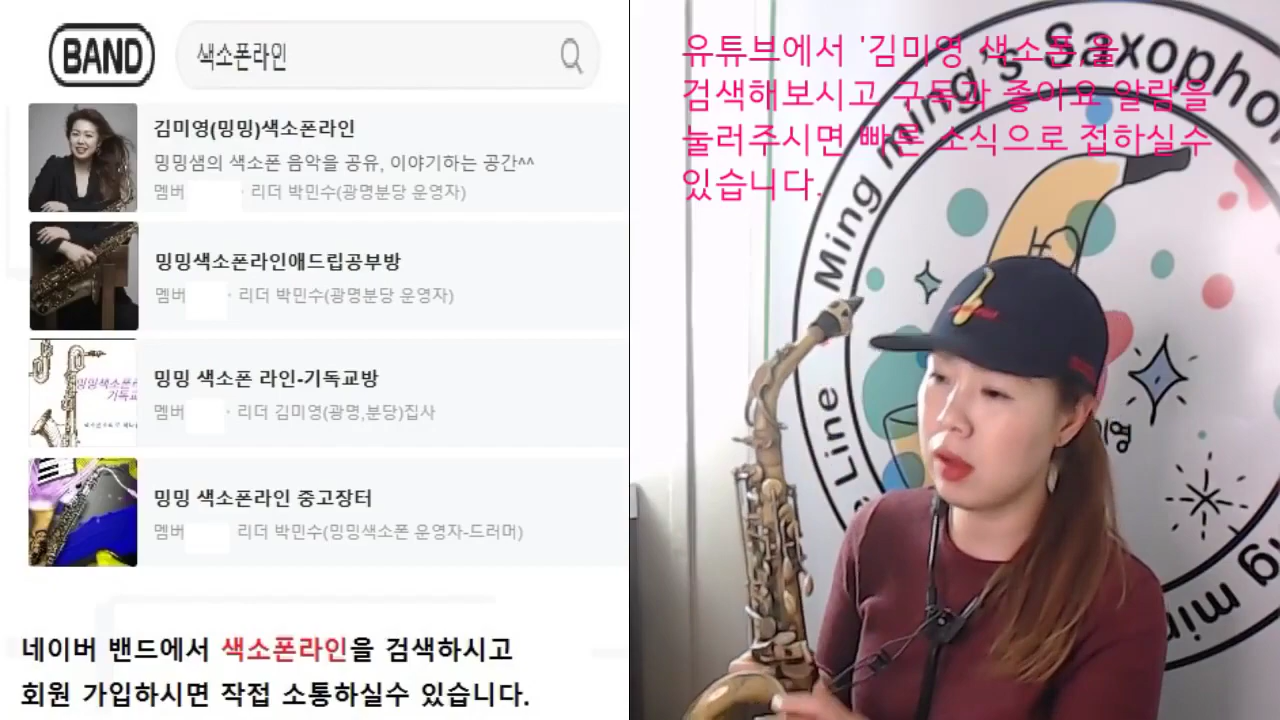 BAND
색소폰라인
김미영(밍밍)색소폰라인
밍밍샘의 색소폰 음악을 공유, 이야기하는 공간^^
멤버 · 리더 박민수(광명분당 운영자)
밍밍색소폰라인애드립공부방
멤버 · 리더 박민수(광명분당 운영자)
밍밍 색소폰 라인-기독교방
멤버 · 리더 김미영(광명,분당)집사
밍밍 색소폰라인 중고장터
멤버 리더 박민수(밍밍색소폰 운영자-드러머)
네이버 밴드에서 색소폰라인을 검색하시고
회원 가입하시면 작접 소통하실수 있습니다.
유튜브에서 '김미영 색소폰,을
검색해보시고 구독과 좋아요 알람을
눌러주시면 빠른 소식으로 접하실수
있습니다.
Ming ming's Saxophon
Line